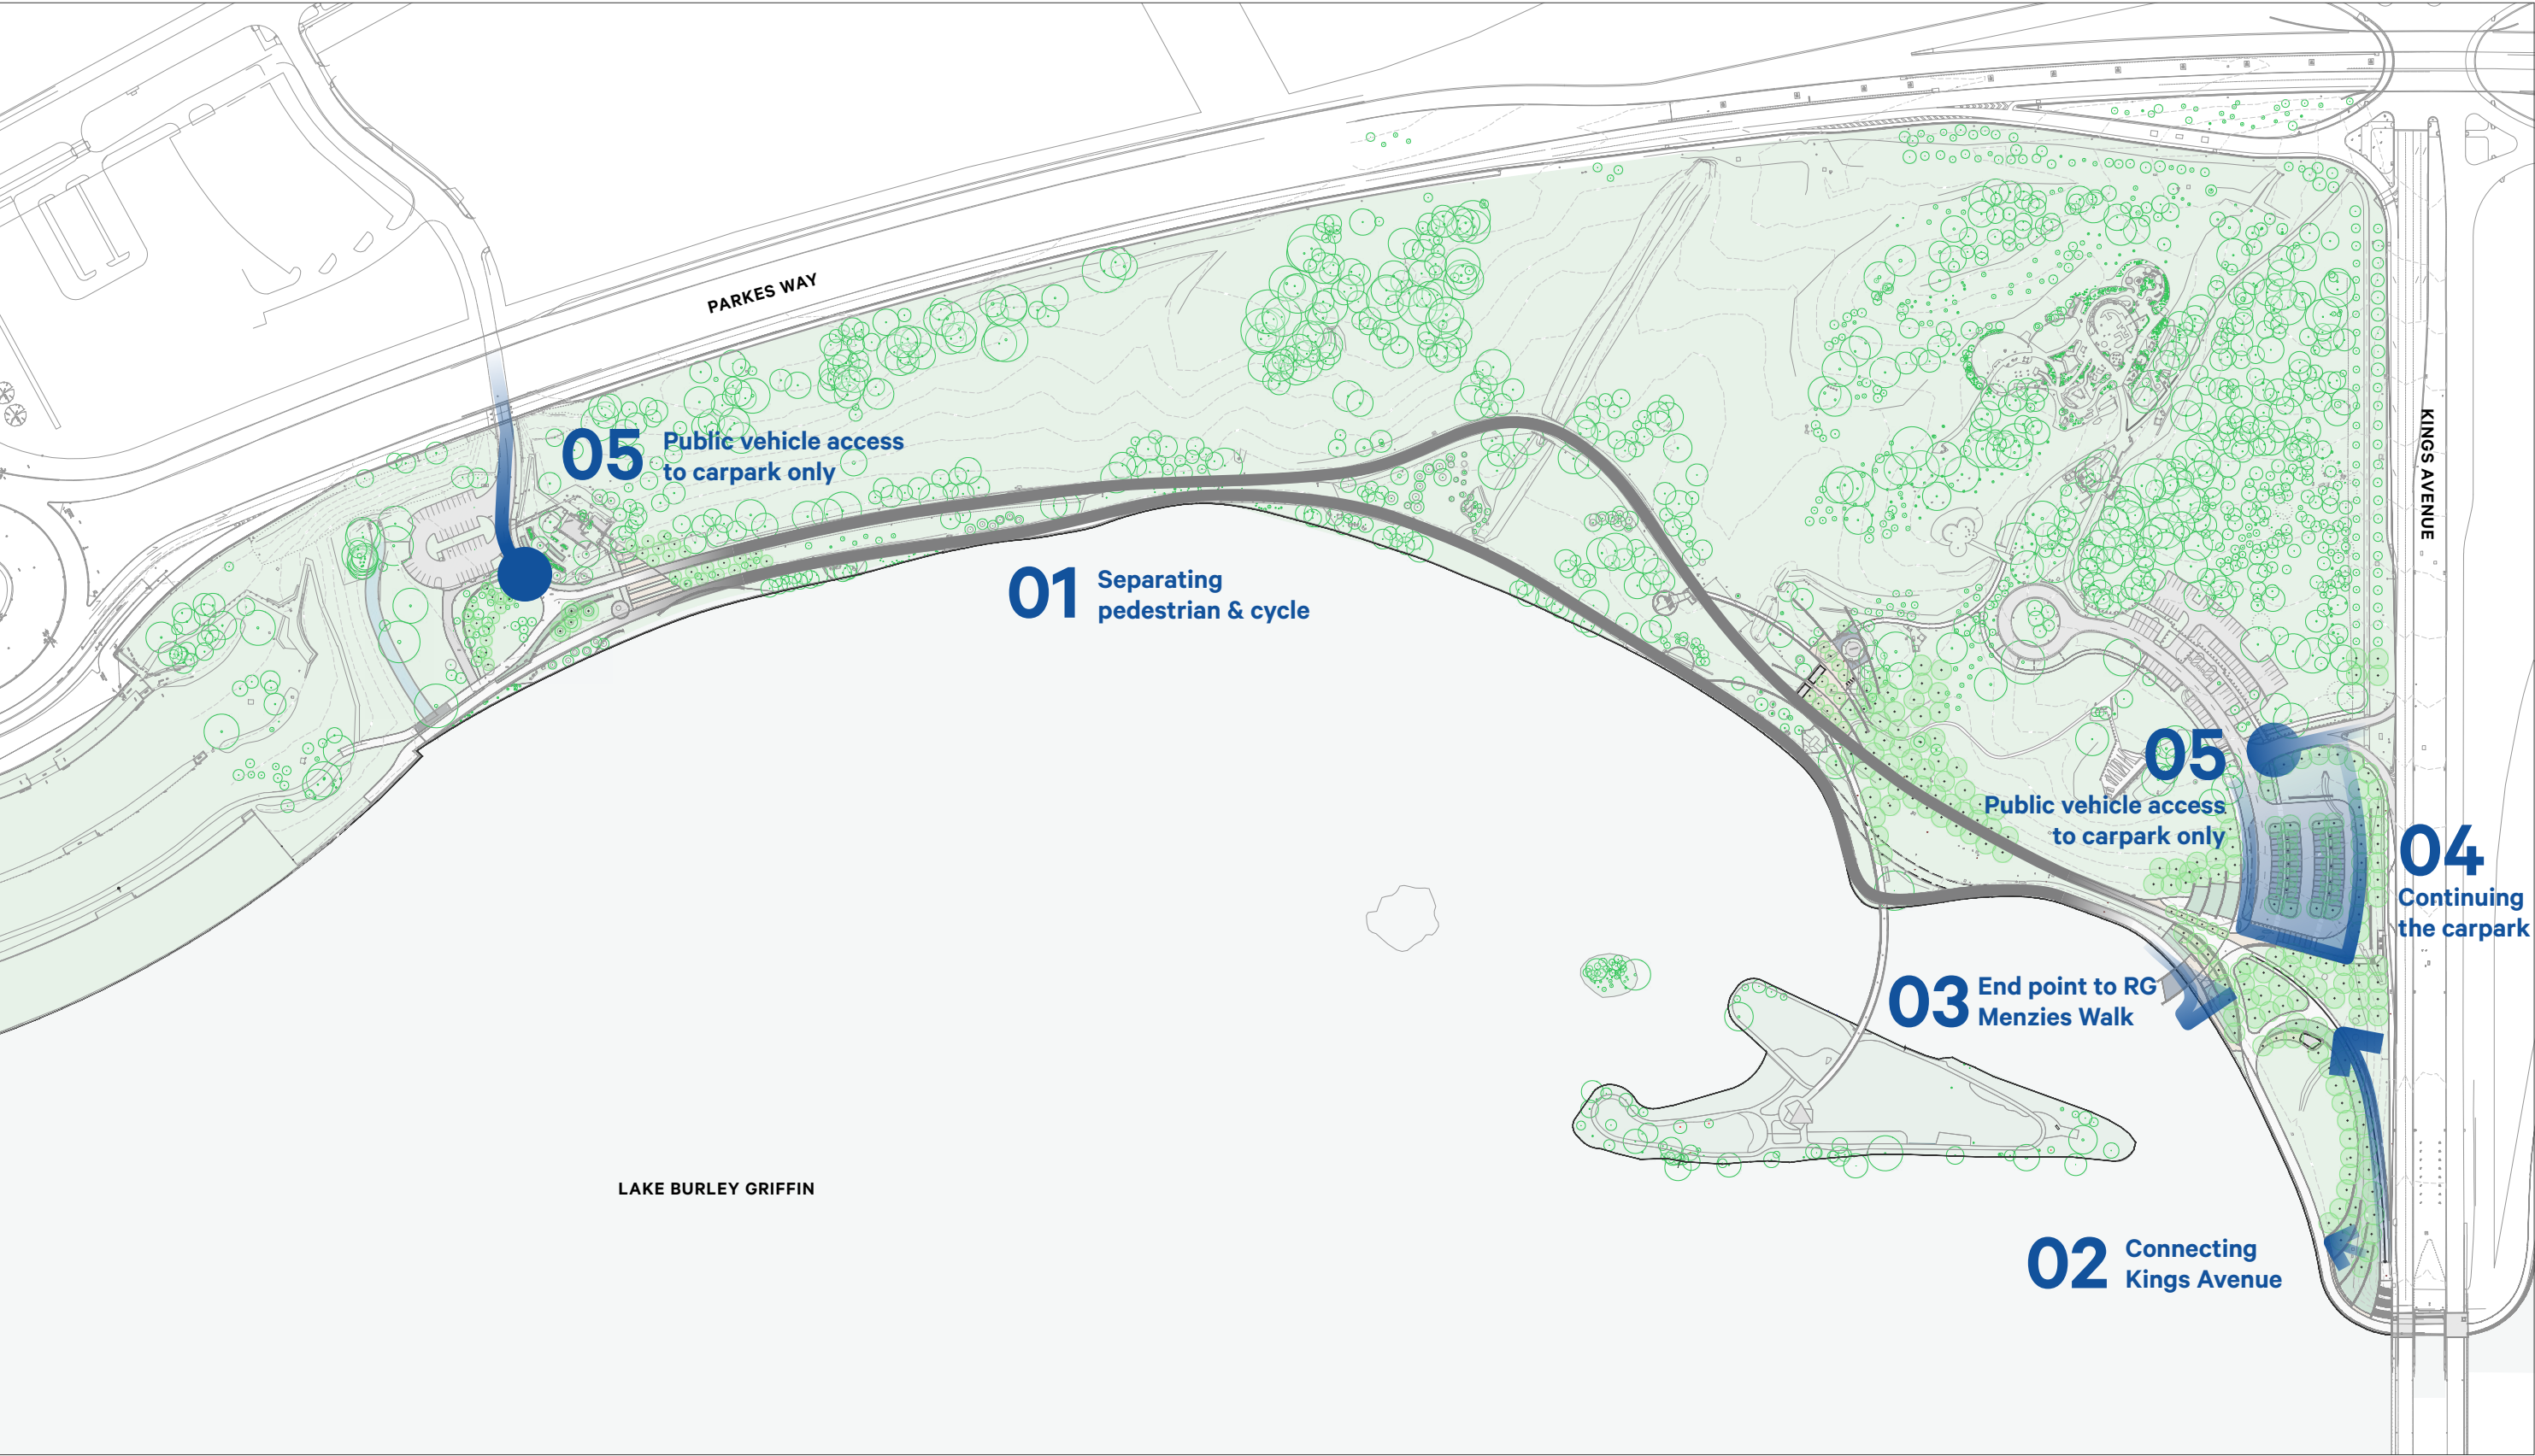 PARKES WAY
KINGS AVENUE
05
Public vehicle access
to carpark only
01
Separating
pedestrian & cycle
05
Public vehicle access
to carpark only
04
Continuing
the carpark
03
End point to RG
Menzies Walk
LAKE BURLEY GRIFFIN
02
Connecting
Kings Avenue